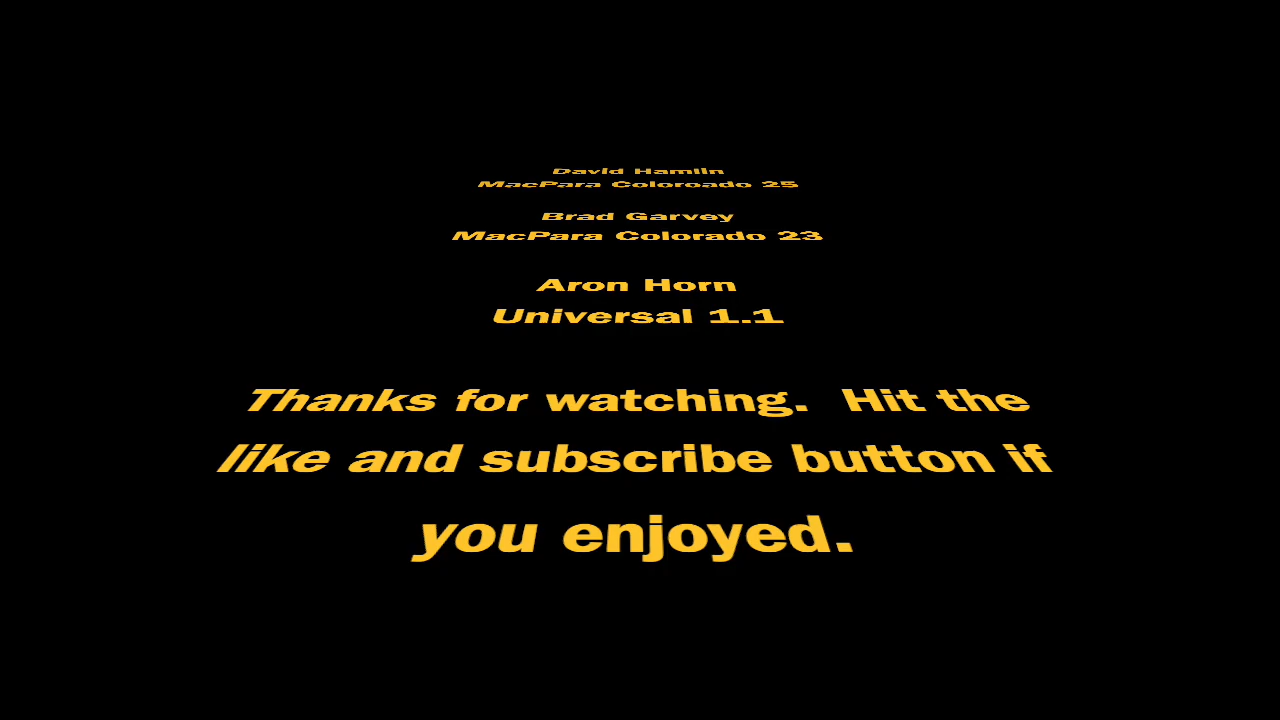 David Hamlin
MacPara Coloroado 25
Brad Garvey
MacPara Colorado 23
Aron Horn
Universal 1.1
Thanks for watching.  Hit the
like and subscribe button if
you enjoyed.